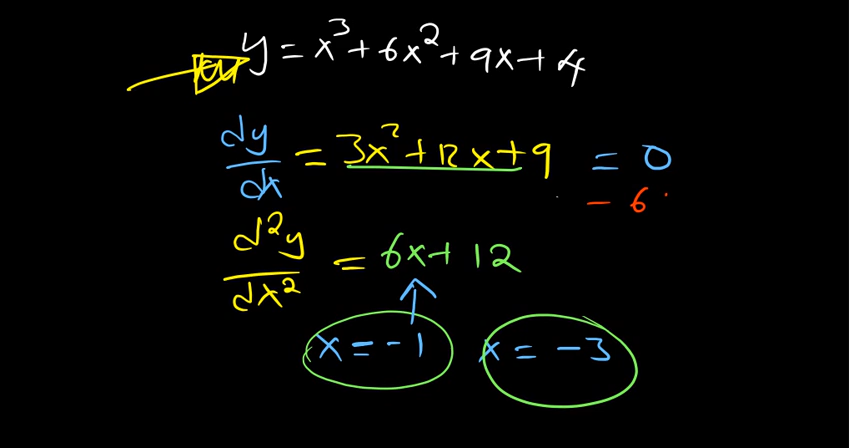 y = x³ + 6x² + 9x + 4
dy/dx = 3x² + 12x + 9 = 0
- 6
d²y/dx² = 6x + 12
x = -1 x = -3